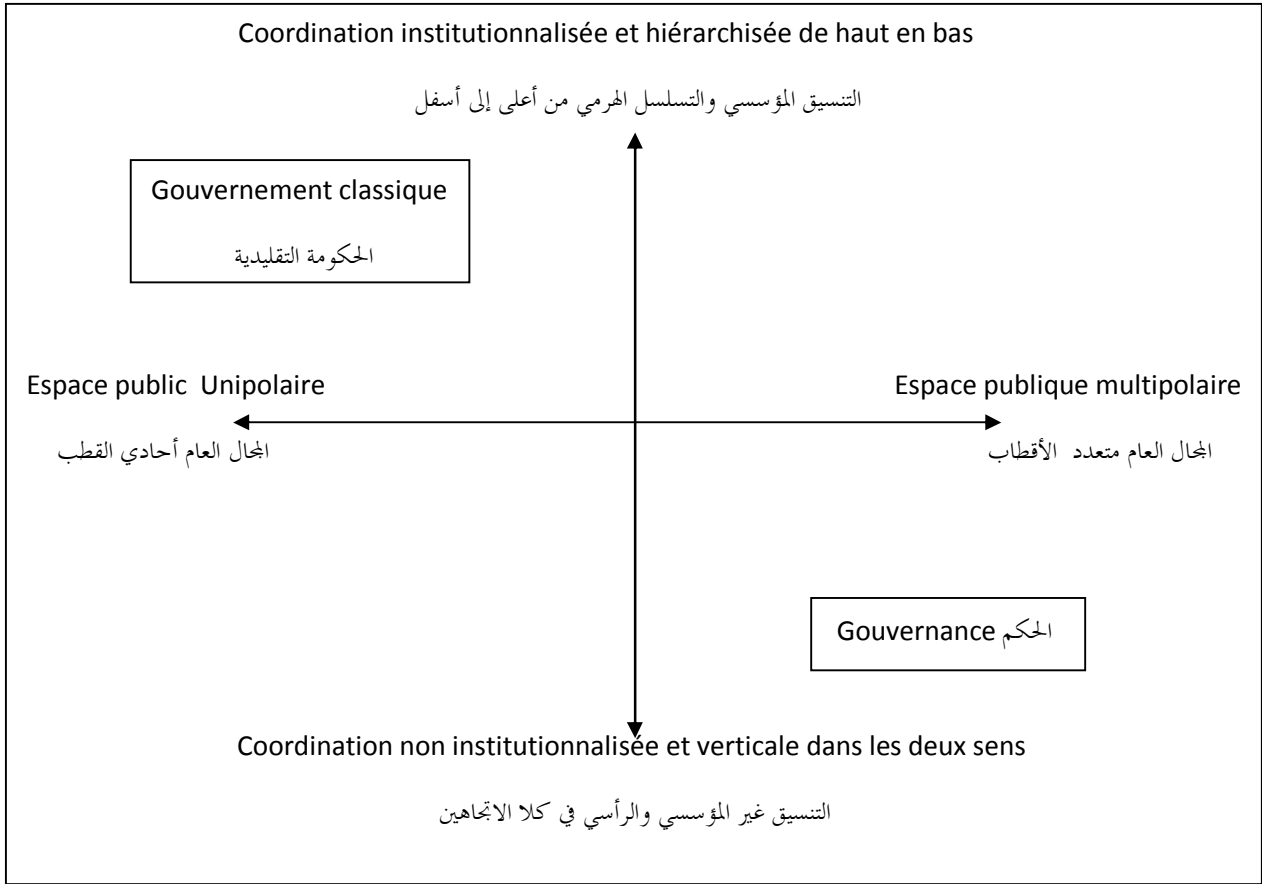 Coordination institutionnalisée et hiérarchisée de haut en bas
التنسيق المؤسسي والتسلسل الهرمي من أعلى إلى أسفل
Gouvernement classique
الحكومة التقليدية
Espace public Unipolaire
المجال العام أحادي القطب
Espace publique multipolaire
المجال العام متعدد الأقطاب
Gouvernance الحكم
Coordination non institutionnalisée et verticale dans les deux sens
التنسيق غير المؤسسي والرأسي في كلا الاتجاهين